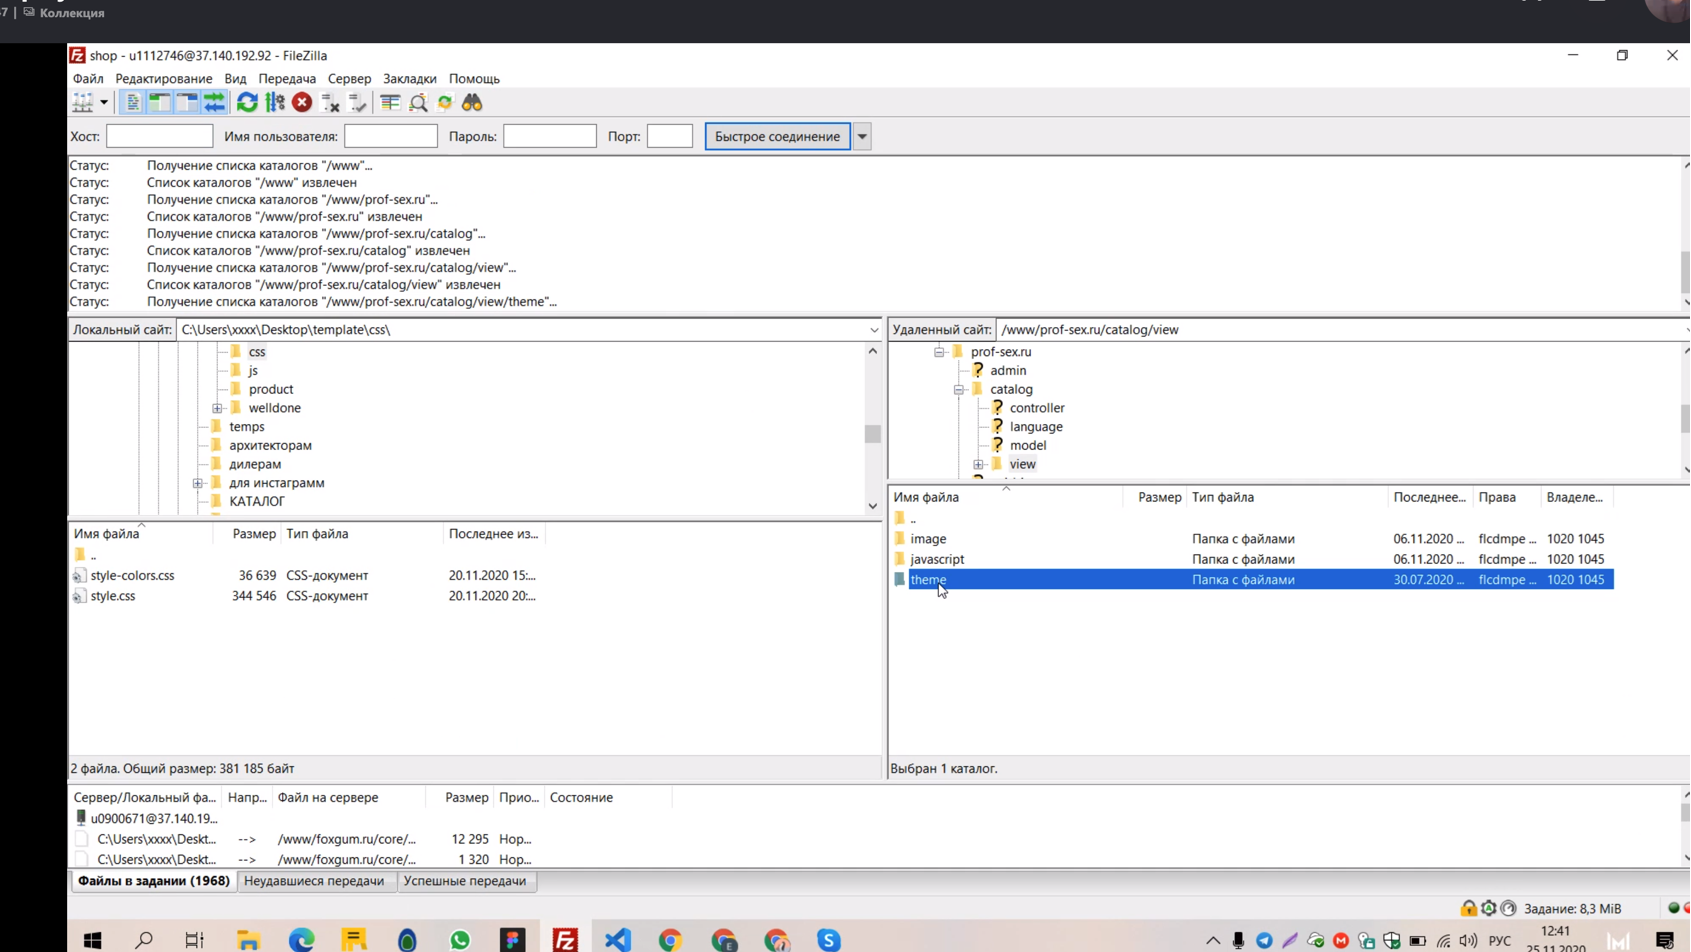 Коллекция
shop - u1112746@37.140.192.92 - FileZilla
Файл Редактирование Вид Передача Сервер Закладки Помощь
Хост: Имя пользователя: Пароль: Порт: Быстрое соединение
Статус: Получение списка каталогов "/www"...
Статус: Список каталогов "/www" извлечен
Статус: Получение списка каталогов "/www/prof-sex.ru"...
Статус: Список каталогов "/www/prof-sex.ru" извлечен
Статус: Получение списка каталогов "/www/prof-sex.ru/catalog"...
Статус: Список каталогов "/www/prof-sex.ru/catalog" извлечен
Статус: Получение списка каталогов "/www/prof-sex.ru/catalog/view"...
Статус: Список каталогов "/www/prof-sex.ru/catalog/view" извлечен
Статус: Получение списка каталогов "/www/prof-sex.ru/catalog/view/theme"...
Локальный сайт: C:\Users\xxxx\Desktop\template\css\
css
js
product
welldone
temps
архитекторам
дилерам
для инстаграмм
КАТАЛОГ
Имя файла Размер Тип файла Последнее из...
..
style-colors.css 36 639 CSS-документ 20.11.2020 15:...
style.css 344 546 CSS-документ 20.11.2020 20:...
2 файла. Общий размер: 381 185 байт
Удаленный сайт: /www/prof-sex.ru/catalog/view
prof-sex.ru
? admin
catalog
? controller
? language
? model
view
Имя файла Размер Тип файла Последнее... Права Владеле...
..
image Папка с файлами 06.11.2020 ... flcdmpe ... 1020 1045
javascript Папка с файлами 06.11.2020 ... flcdmpe ... 1020 1045
theme Папка с файлами 30.07.2020 ... flcdmpe ... 1020 1045
Выбран 1 каталог.
Сервер/Локальный фа... Напр... Файл на сервере Размер Прио... Состояние
u0900671@37.140.19...
C:\Users\xxxx\Deskt... --> /www/foxgum.ru/core/... 12 295 Нор...
C:\Users\xxxx\Deskt... --> /www/foxgum.ru/core/... 1 320 Нор...
Файлы в задании (1968) Неудавшиеся передачи Успешные передачи
Задание: 8,3 MiB
РУС 12:41
25.11.2020